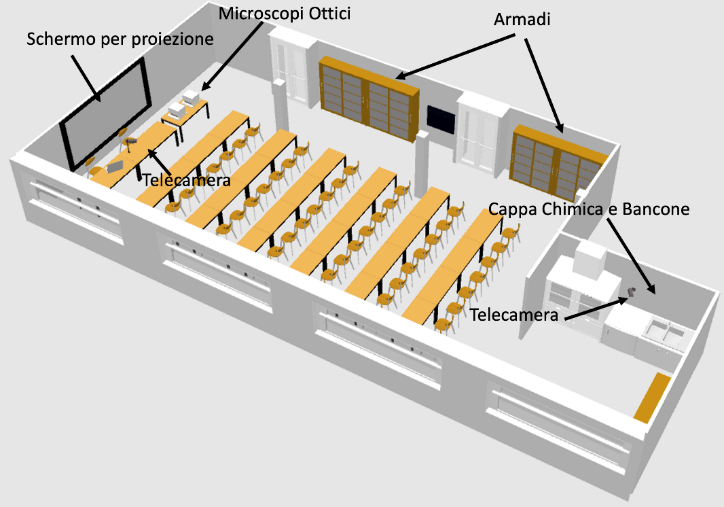 Microscopi Ottici
Armadi
Schermo per proiezione
Telecamera
Cappa Chimica e Bancone
Telecamera